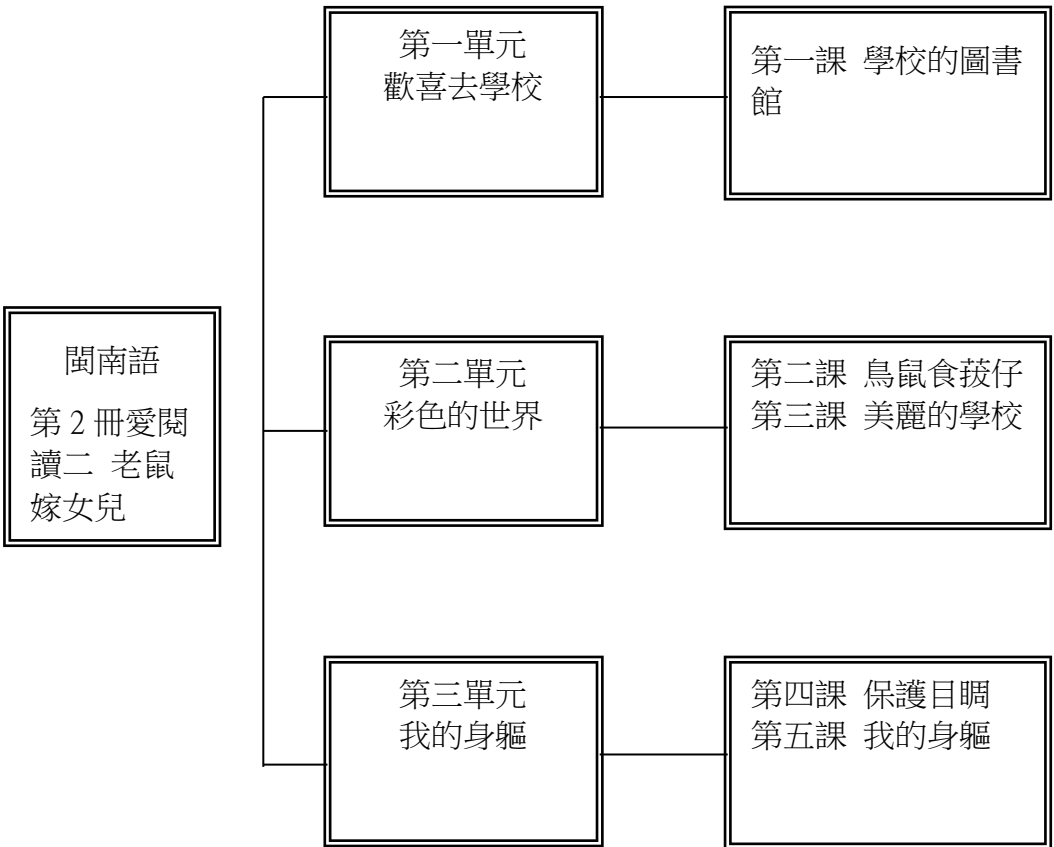 閩南語
第 2 冊愛閱
讀二 老鼠
嫁女兒
第一單元
歡喜去學校
第一課 學校的圖書
館
第二單元
彩色的世界
第二課 鳥鼠食菝仔
第三課 美麗的學校
第三單元
我的身軀
第四課 保護目睭
第五課 我的身軀